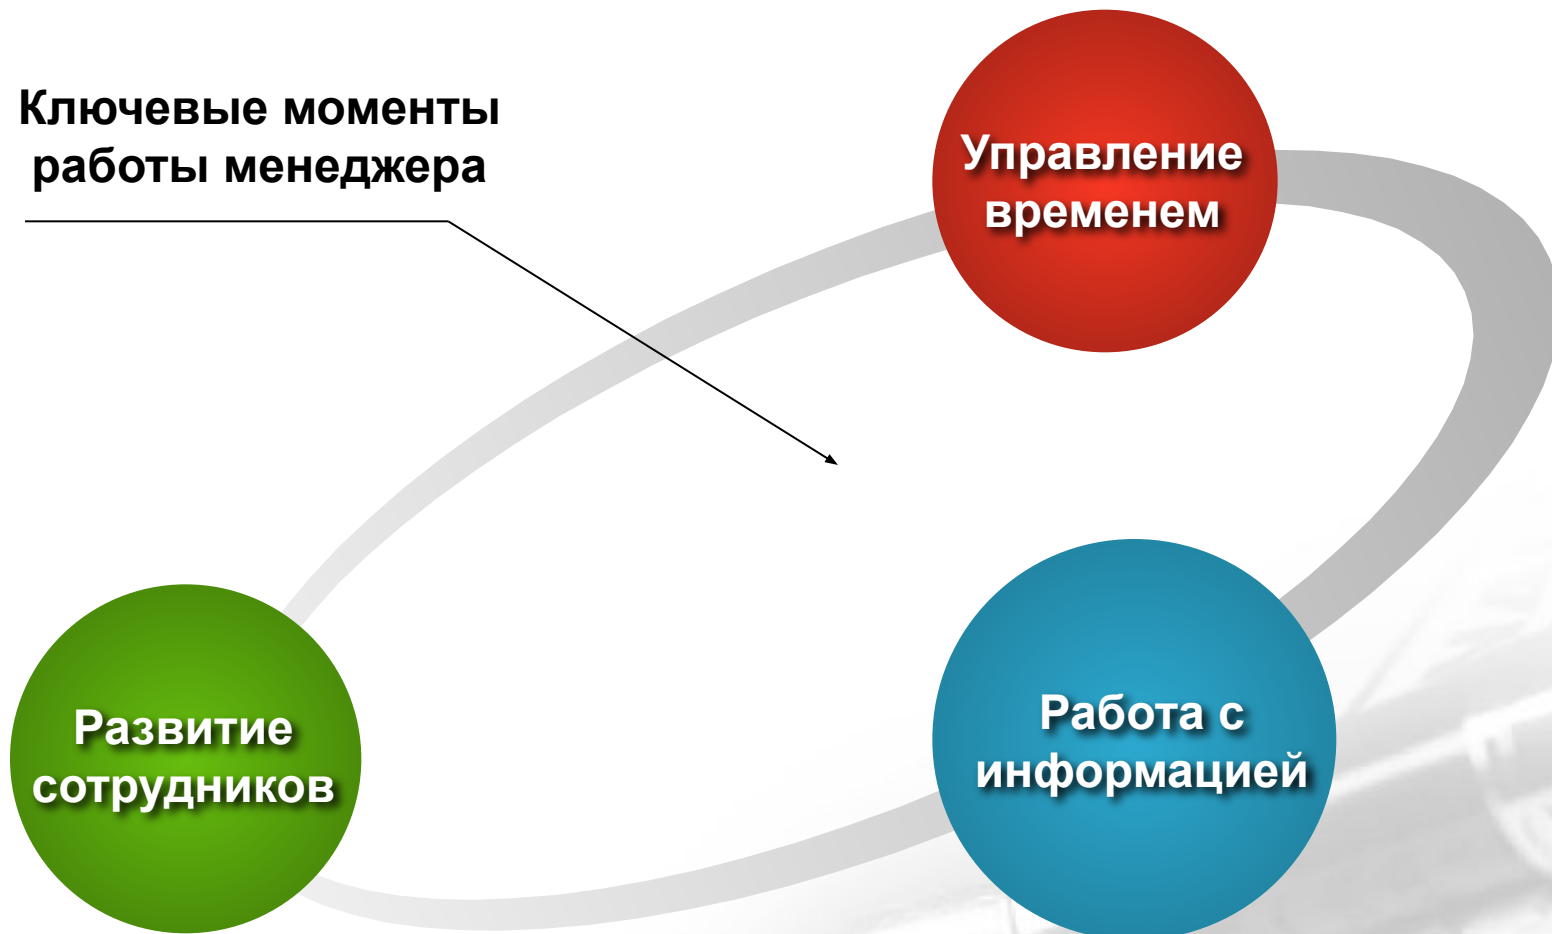 Ключевые моменты
работы менеджера
Управление
временем
Развитие
сотрудников
Работа с
информацией